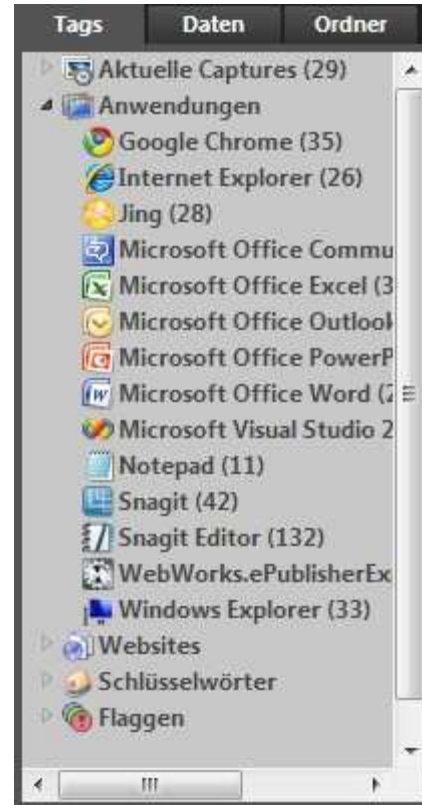 Tags Daten Ordner
Aktuelle Captures (29)
Anwendungen
Google Chrome (35)
Internet Explorer (26)
Jing (28)
Microsoft Office Commu
Microsoft Office Excel (3
Microsoft Office Outlook
Microsoft Office PowerP
Microsoft Office Word (2
Microsoft Visual Studio 2
Notepad (11)
Snagit (42)
Snagit Editor (132)
WebWorks.ePublisherEx
Windows Explorer (33)
Websites
Schlüsselwörter
Flaggen